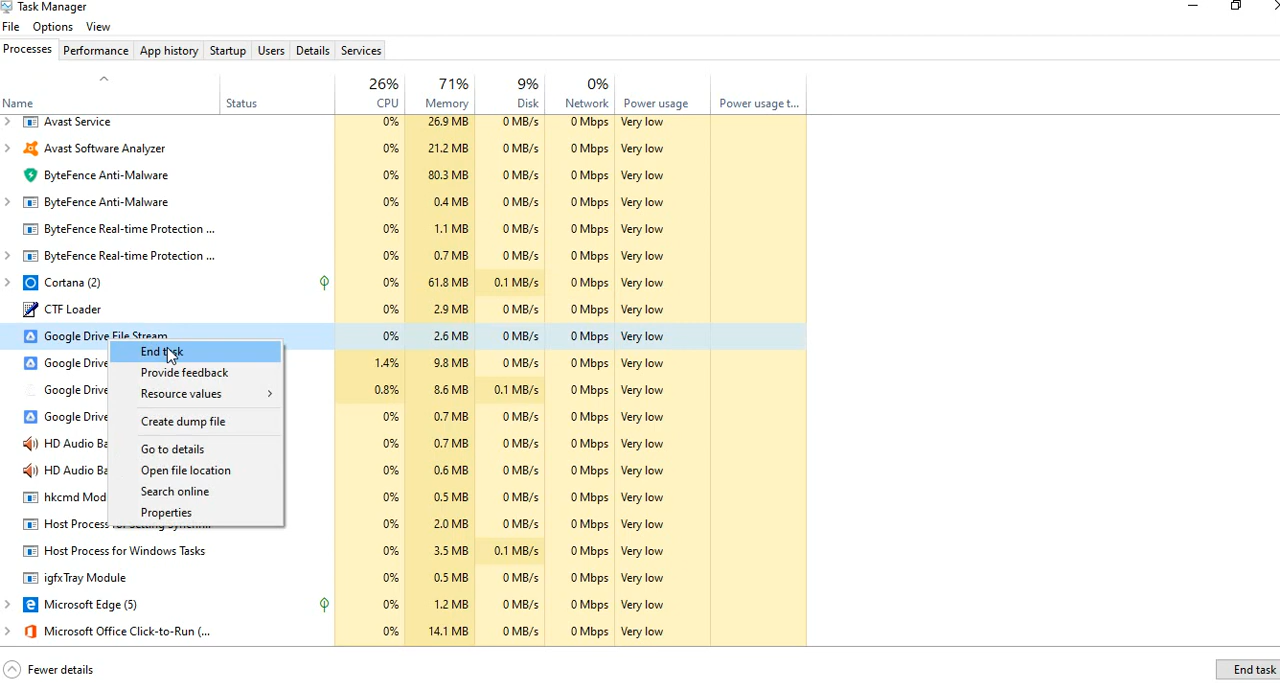 Task Manager
File Options View
Processes Performance App history Startup Users Details Services
26% 71% 9% 0%
Name Status CPU Memory Disk Network Power usage Power usage t...
Avast Service 0% 26.9 MB 0 MB/s 0 Mbps Very low
Avast Software Analyzer 0% 21.2 MB 0 MB/s 0 Mbps Very low
ByteFence Anti-Malware 0% 80.3 MB 0 MB/s 0 Mbps Very low
ByteFence Anti-Malware 0% 0.4 MB 0 MB/s 0 Mbps Very low
ByteFence Real-time Protection ... 0% 1.1 MB 0 MB/s 0 Mbps Very low
ByteFence Real-time Protection ... 0% 0.7 MB 0 MB/s 0 Mbps Very low
Cortana (2) 0% 61.8 MB 0.1 MB/s 0 Mbps Very low
CTF Loader 0% 2.9 MB 0 MB/s 0 Mbps Very low
Google Drive File Stream 0% 2.6 MB 0 MB/s 0 Mbps Very low
End task
Google Drive 1.4% 9.8 MB 0 MB/s 0 Mbps Very low
Provide feedback
Google Drive 0.8% 8.6 MB 0.1 MB/s 0 Mbps Very low
Resource values
Google Drive 0% 0.7 MB 0 MB/s 0 Mbps Very low
Create dump file
HD Audio Ba 0% 0.7 MB 0 MB/s 0 Mbps Very low
Go to details
HD Audio Ba 0% 0.6 MB 0 MB/s 0 Mbps Very low
Open file location
hkcmd Mod 0% 0.5 MB 0 MB/s 0 Mbps Very low
Search online
Properties
Host Process 0% 2.0 MB 0 MB/s 0 Mbps Very low
Host Process for Windows Tasks 0% 3.5 MB 0.1 MB/s 0 Mbps Very low
igfxTray Module 0% 0.5 MB 0 MB/s 0 Mbps Very low
Microsoft Edge (5) 0% 1.2 MB 0 MB/s 0 Mbps Very low
Microsoft Office Click-to-Run (... 0% 14.1 MB 0 MB/s 0 Mbps Very low
Fewer details End task